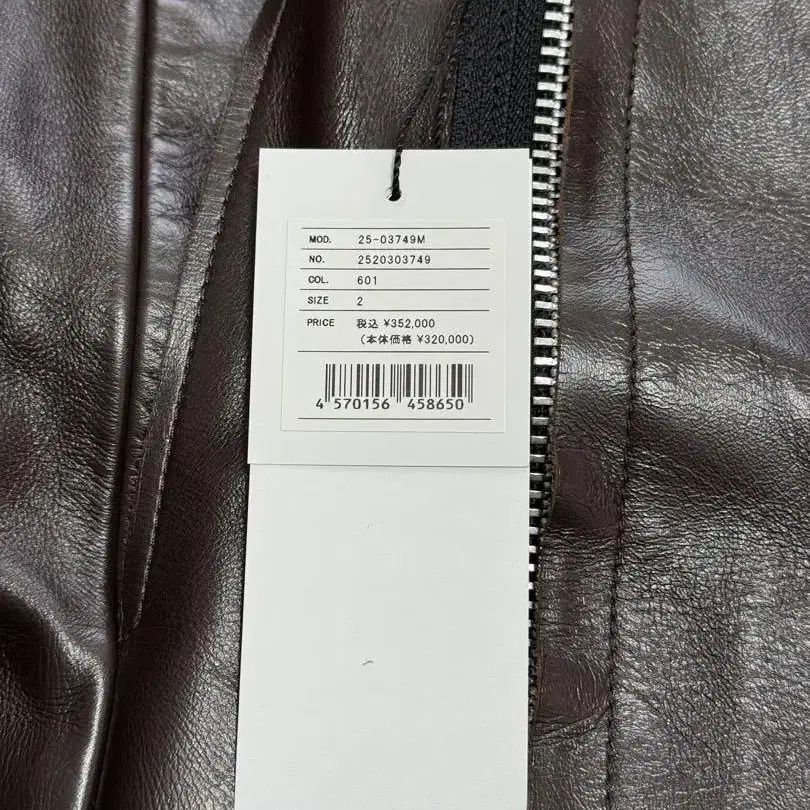 MOD. 25-03749M
NO. 2520303749
COL. 601
SIZE 2
PRICE 税込 ¥352,000
(本体価格 ¥320,000)
4 570156 458650